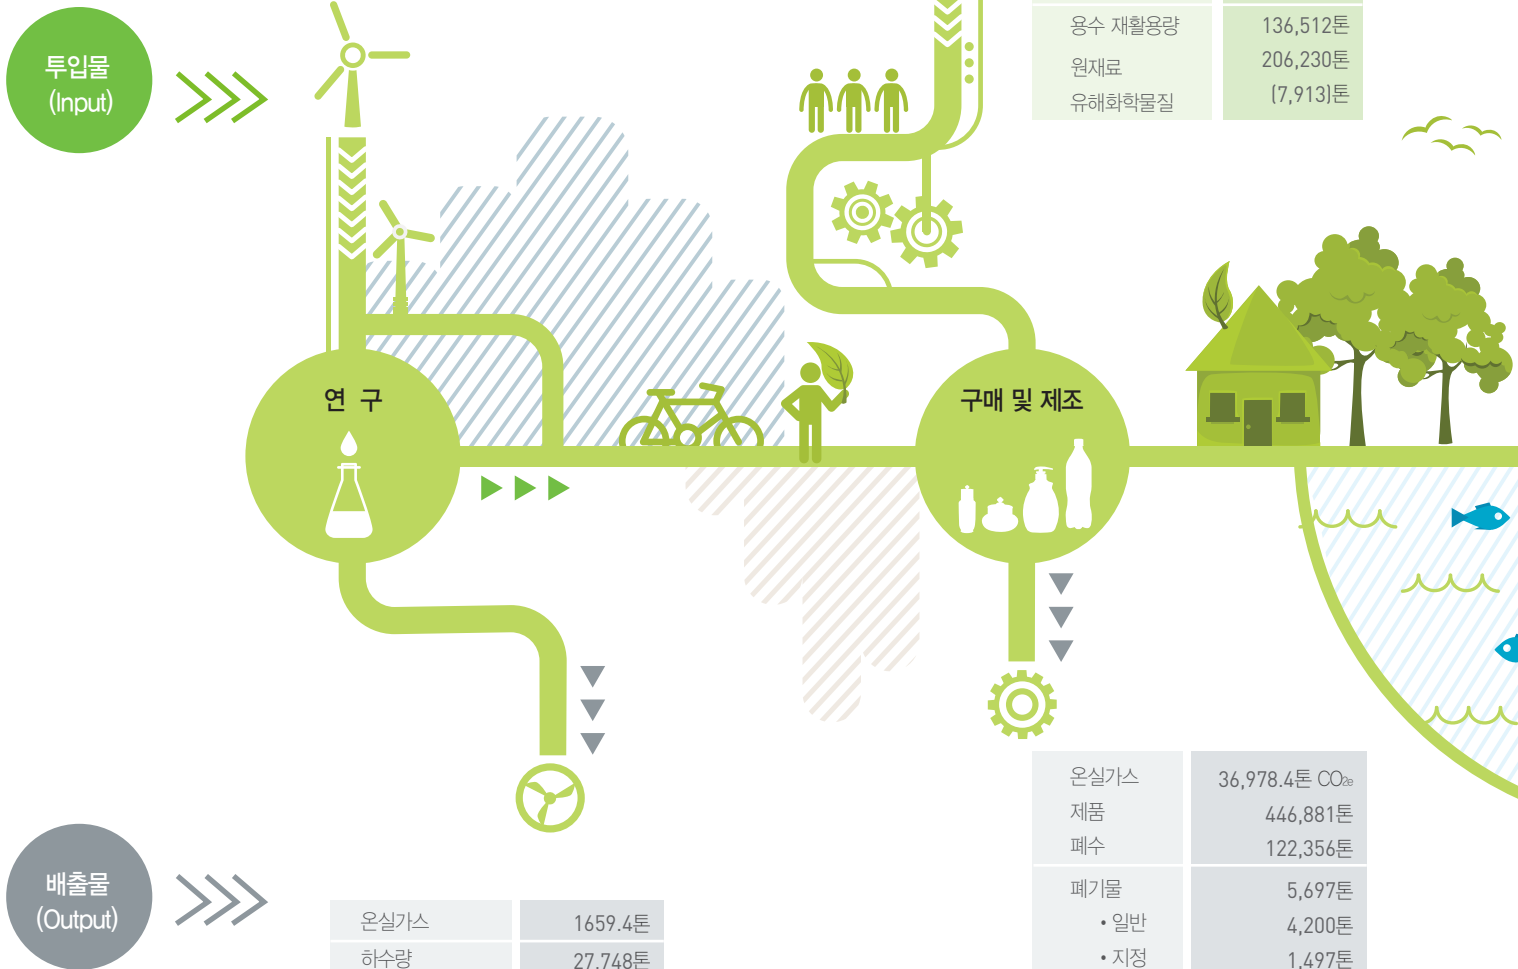 투입물
(Input)
용수 재활용량 136,512톤
원재료 206,230톤
유해화학물질 (7,913)톤
연 구
구매 및 제조
배출물
(Output)
온실가스 1659.4톤
하수량 27,748톤
온실가스 36,978.4톤 CO2e
제품 446,881톤
폐수 122,356톤
폐기물 5,697톤
• 일반 4,200톤
• 지정 1,497톤